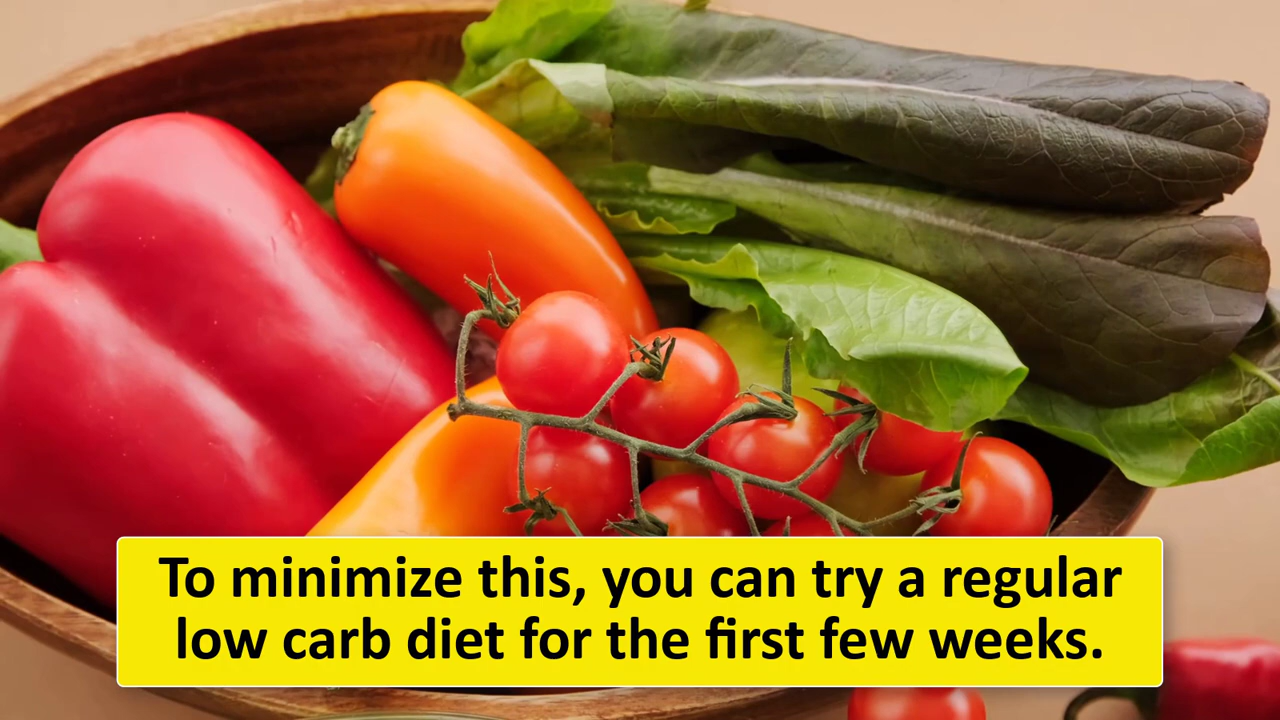 To minimize this, you can try a regular
low carb diet for the first few weeks.